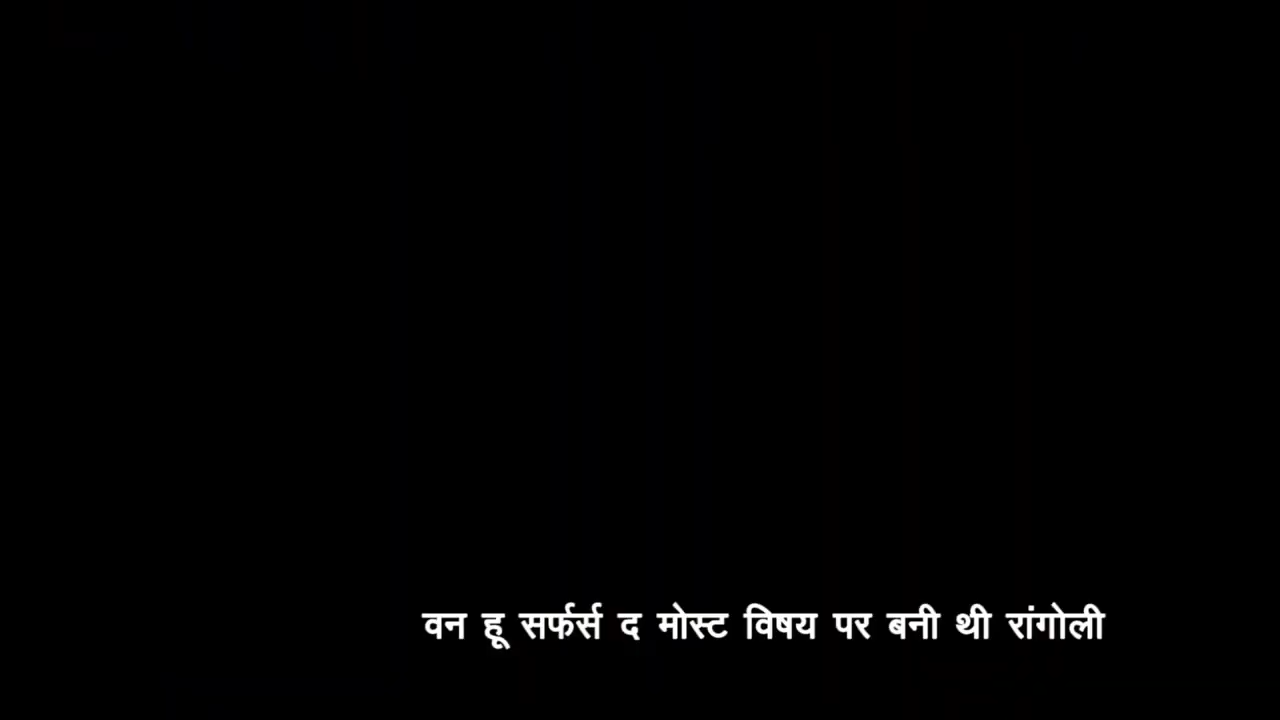 वन हू सर्फर्स द मोस्ट विषय पर बनी थी रांगोली